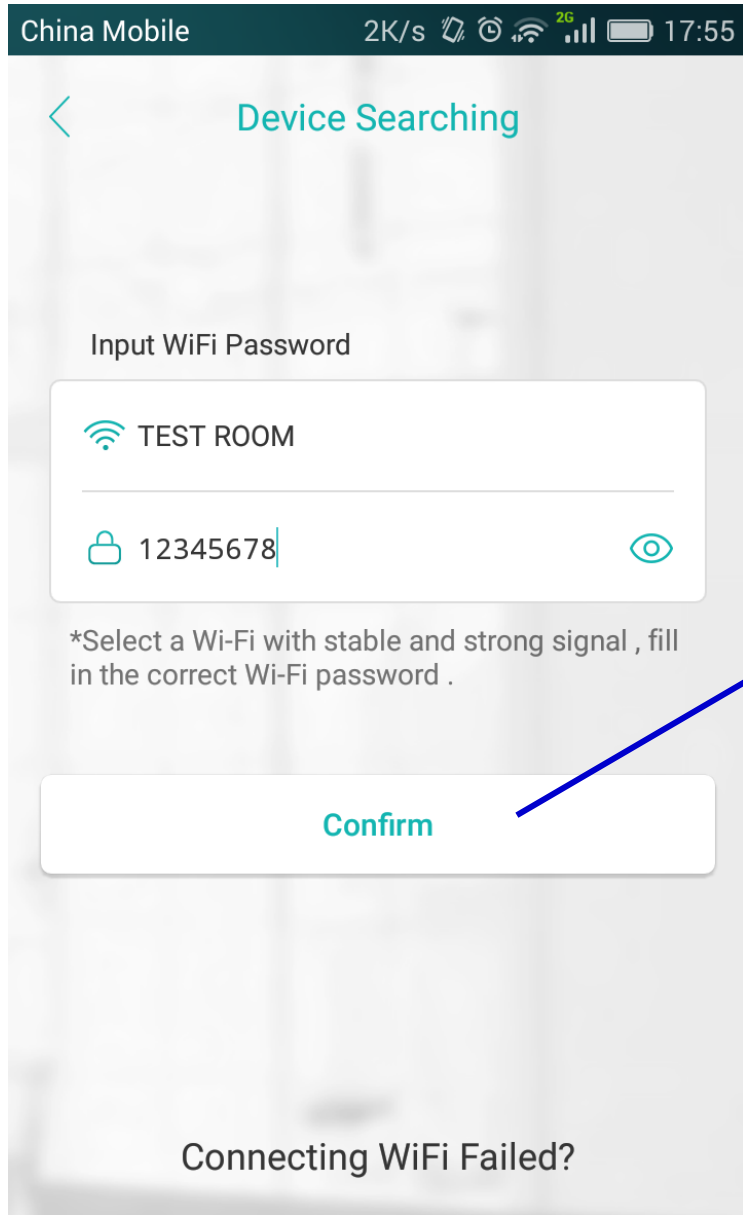 China Mobile 2K/s 2G 17:55
Device Searching
Input WiFi Password
TEST ROOM
12345678
*Select a Wi-Fi with stable and strong signal , fill
in the correct Wi-Fi password .
Confirm
Connecting WiFi Failed?